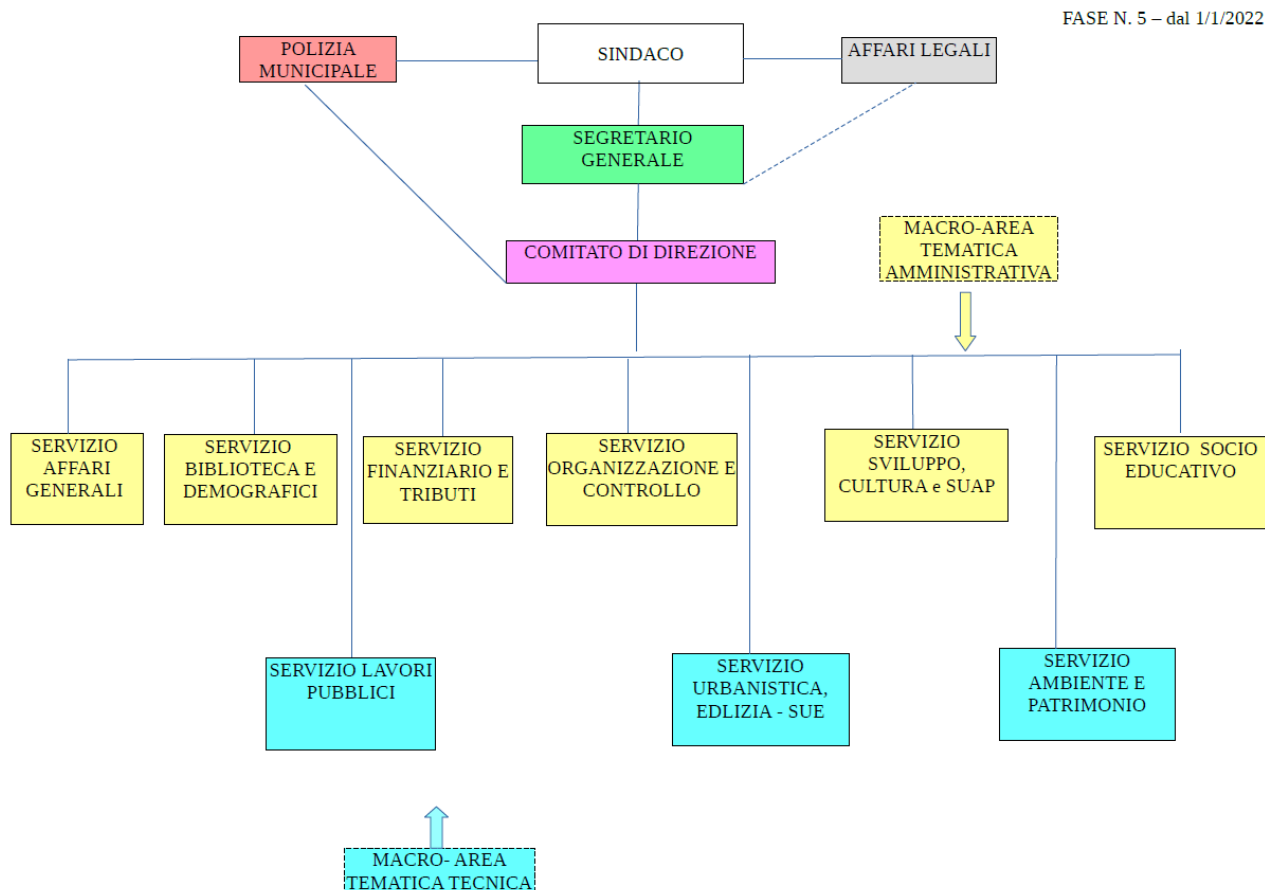 FASE N. 5 – dal 1/1/2022
POLIZIA
MUNICIPALE
SINDACO
AFFARI LEGALI
SEGRETARIO
GENERALE
COMITATO DI DIREZIONE
MACRO-AREA
TEMATICA
AMMINISTRATIVA
SERVIZIO
AFFARI
GENERALI
SERVIZIO
BIBLIOTECA E
DEMOGRAFICI
SERVIZIO
FINANZIARIO E
TRIBUTI
SERVIZIO
ORGANIZZAZIONE E
CONTROLLO
SERVIZIO
SVILUPPO,
CULTURA e SUAP
SERVIZIO SOCIO
EDUCATIVO
SERVIZIO LAVORI
PUBBLICI
SERVIZIO
URBANISTICA,
EDLIZIA - SUE
SERVIZIO
AMBIENTE E
PATRIMONIO
MACRO- AREA
TEMATICA TECNICA